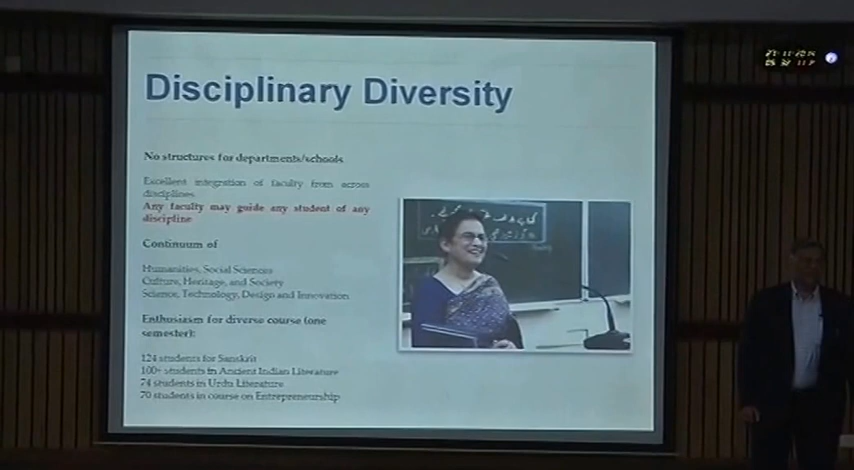 Disciplinary Diversity
No structures for departments/schools
Excellent integration of faculty from across
disciplines
Any faculty may guide any student of any
discipline
Continuum of
Humanities, Social Sciences
Culture, Heritage, and Society
Science, Technology, Design and Innovation
Enthusiasm for diverse course (one
semester):
124 students for Sanskrit
100+ students in Ancient Indian Literature
74 students in Urdu Literature
70 students in course on Entrepreneurship